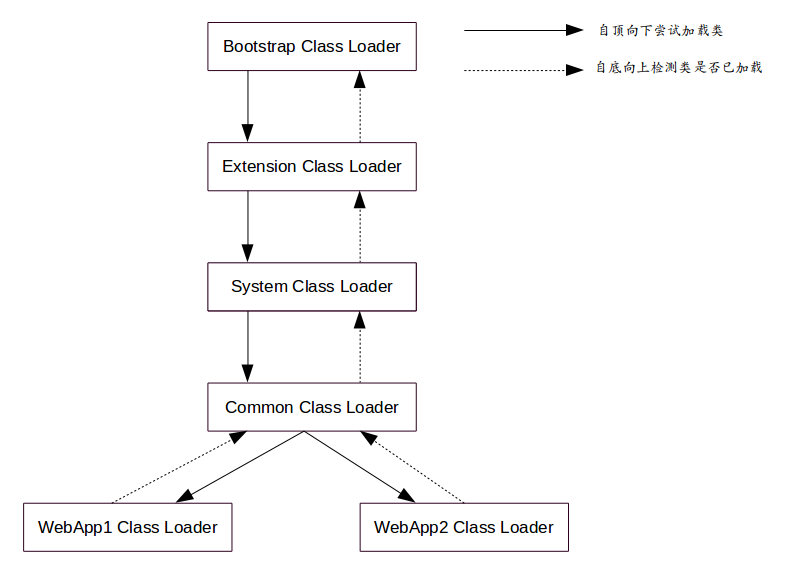 Bootstrap Class Loader
自顶向下尝试加载类
自底向上检测类是否已加载
Extension Class Loader
System Class Loader
Common Class Loader
WebApp1 Class Loader
WebApp2 Class Loader